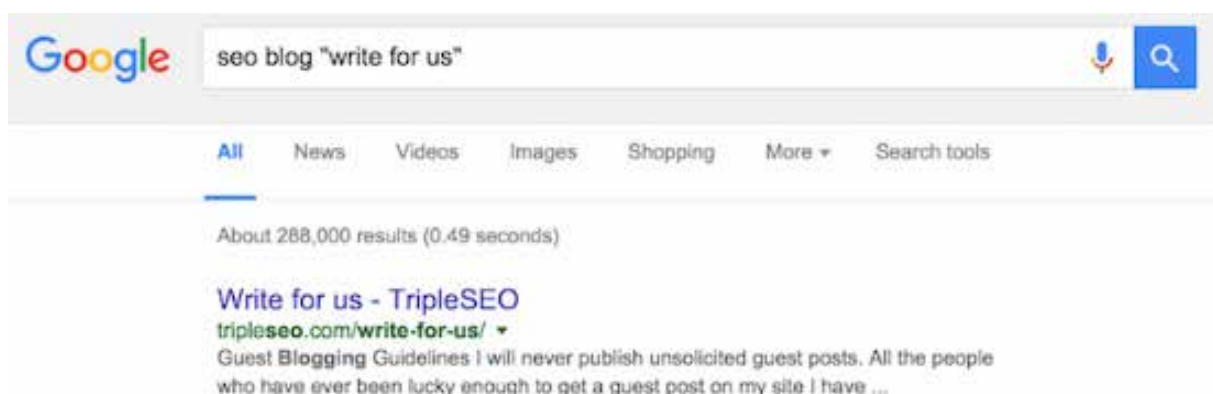 Google seo blog "write for us"
All News Videos Images Shopping More Search tools
About 288,000 results (0.49 seconds)
Write for us - TripleSEO
tripleseo.com/write-for-us/
Guest Blogging Guidelines I will never publish unsolicited guest posts. All the people
who have ever been lucky enough to get a guest post on my site I have ...